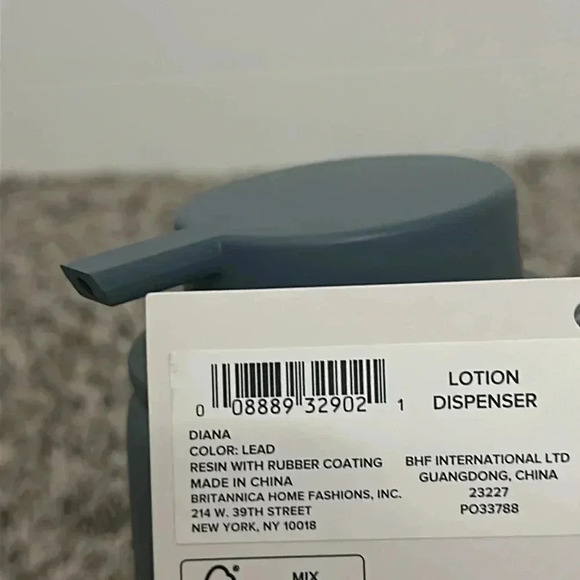 LOTION
DISPENSER
0 08889 32902 1
DIANA
COLOR: LEAD
RESIN WITH RUBBER COATING
MADE IN CHINA
BRITANNICA HOME FASHIONS, INC.
214 W. 39TH STREET
NEW YORK, NY 10018
BHF INTERNATIONAL LTD
GUANGDONG, CHINA
23227
PO33788
MIX